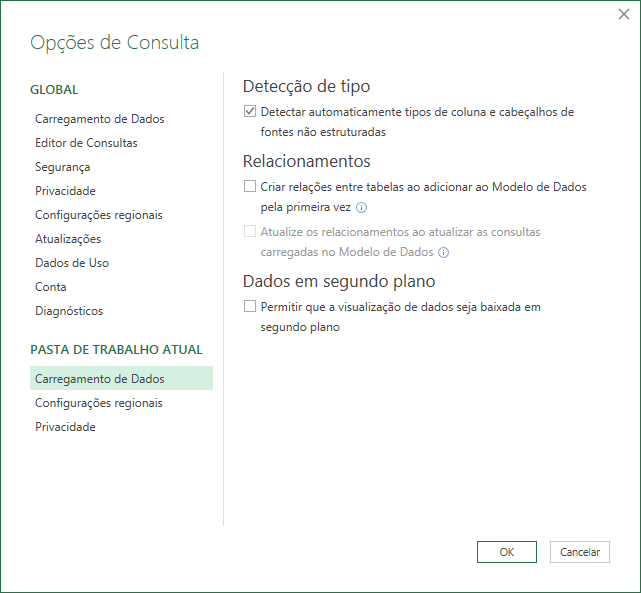 Opções de Consulta
GLOBAL
Carregamento de Dados
Editor de Consultas
Segurança
Privacidade
Configurações regionais
Atualizações
Dados de Uso
Conta
Diagnósticos
PASTA DE TRABALHO ATUAL
Carregamento de Dados
Configurações regionais
Privacidade
Detecção de tipo
Detectar automaticamente tipos de coluna e cabeçalhos de
fontes não estruturadas
Relacionamentos
Criar relações entre tabelas ao adicionar ao Modelo de Dados
pela primeira vez
Atualize os relacionamentos ao atualizar as consultas
carregadas no Modelo de Dados
Dados em segundo plano
Permitir que a visualização de dados seja baixada em
segundo plano
OK
Cancelar